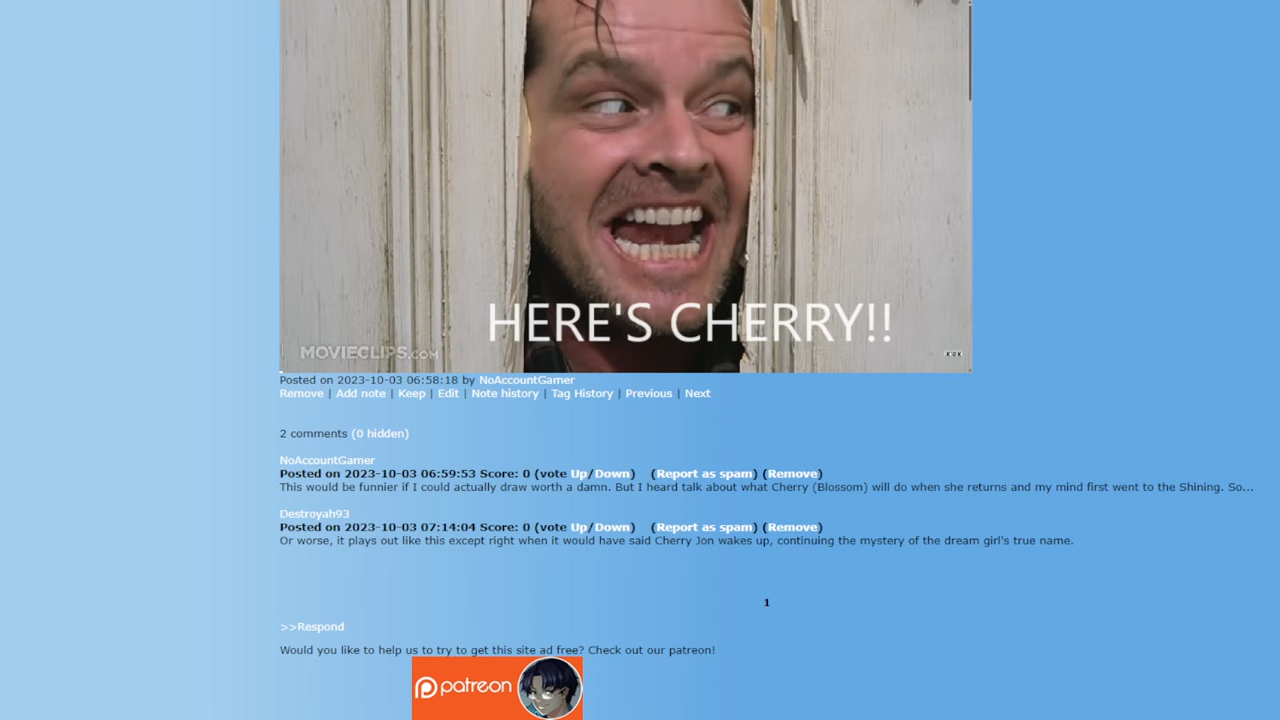 HERE'S CHERRY!!
MOVIECLIPS.COM
Posted on 2023-10-03 06:58:18 by NoAccountGamer
Remove | Add note | Keep | Edit | Note history | Tag History | Previous | Next
2 comments (0 hidden)
NoAccountGamer
Posted on 2023-10-03 06:59:53 Score: 0 (vote Up/Down) (Report as spam) (Remove)
This would be funnier if I could actually draw worth a damn. But I heard talk about what Cherry (Blossom) will do when she returns and my mind first went to the Shining. So...
Destroyah93
Posted on 2023-10-03 07:14:04 Score: 0 (vote Up/Down) (Report as spam) (Remove)
Or worse, it plays out like this except right when it would have said Cherry Jon wakes up, continuing the mystery of the dream girl's true name.
1
>>Respond
Would you like to help us to try to get this site ad free? Check out our patreon!
patreon